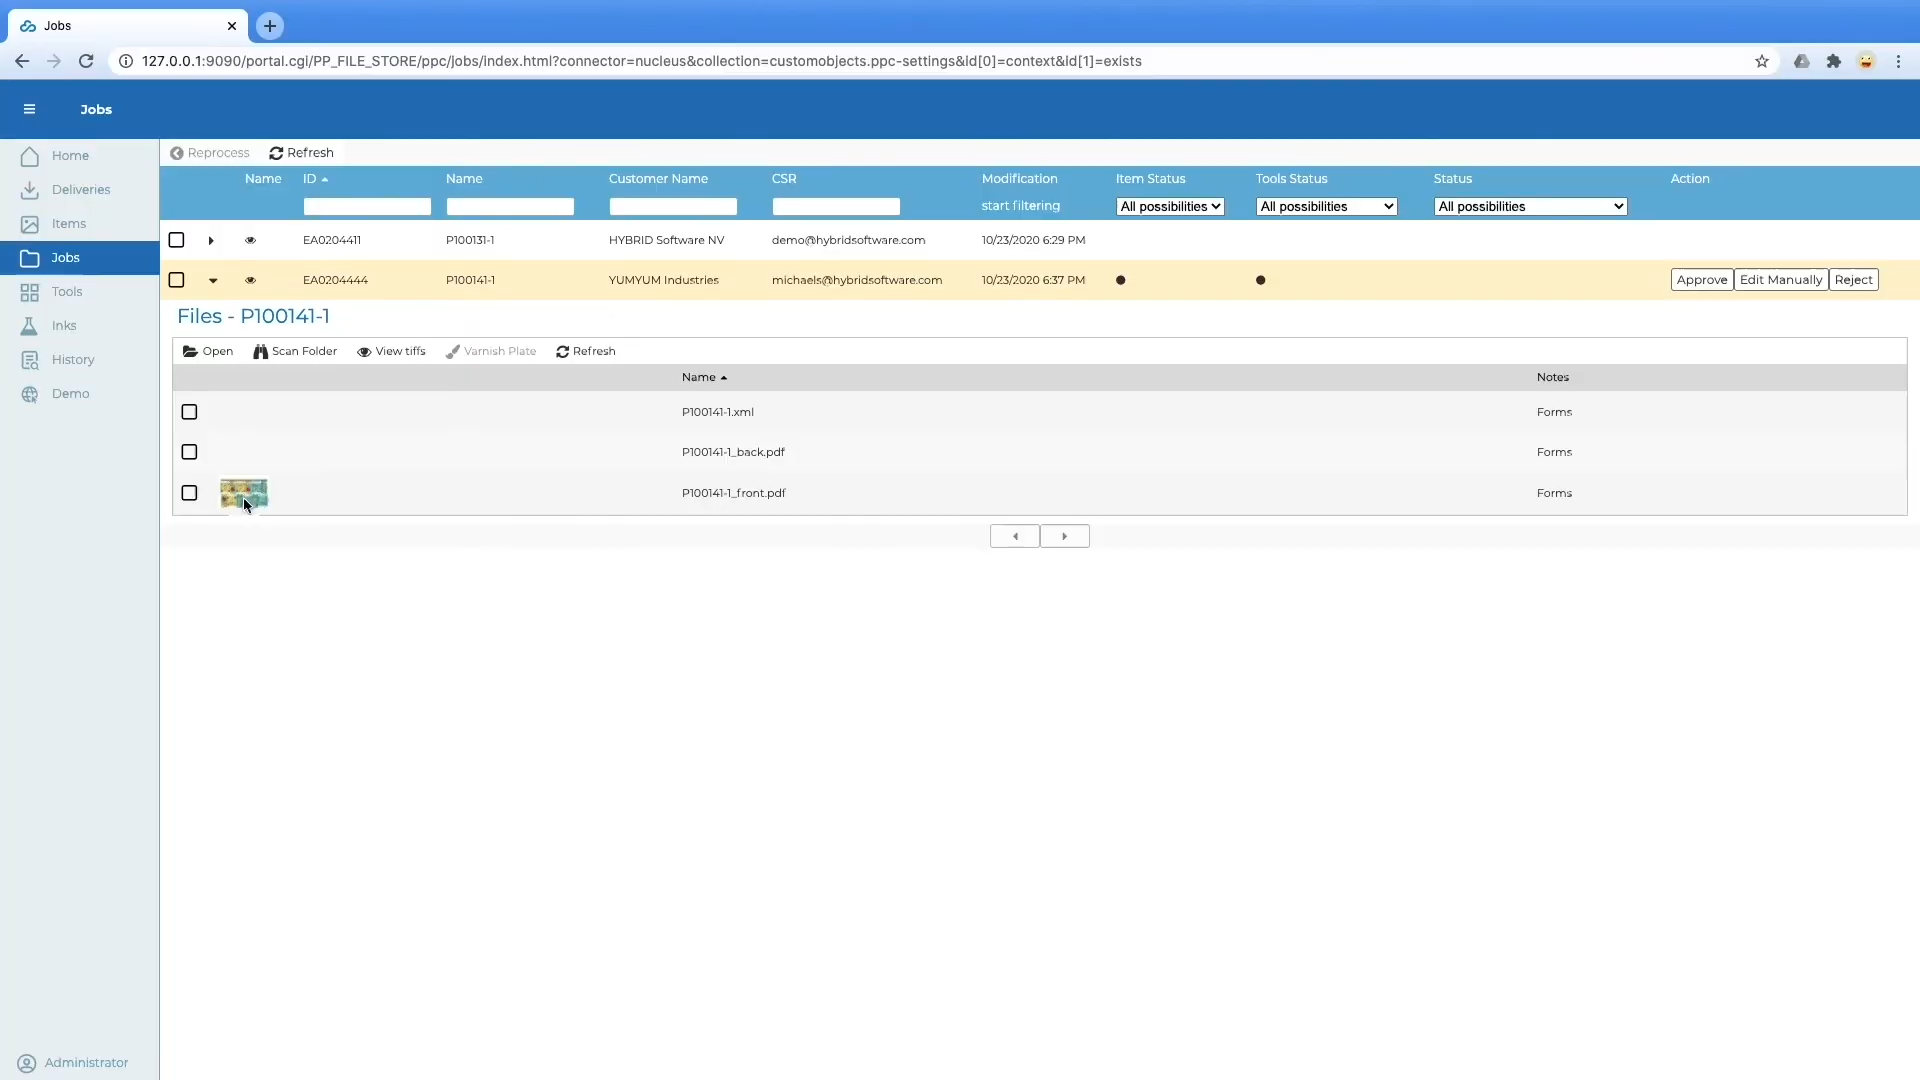 Jobs
127.0.0.1:9090/portal.cgi/PP_FILE_STORE/ppc/jobs/index.html?connector=nucleus&collection=customobjects.ppc-settings&id[0]=context&id[1]=exists
Jobs
Home
Deliveries
Items
Jobs
Tools
Inks
History
Demo
Administrator
Reprocess Refresh
Name ID Name Customer Name CSR Modification Item Status Tools Status Status Action
start filtering All possibilities All possibilities All possibilities
EA0204411 P100131-1 HYBRID Software NV demo@hybridsoftware.com 10/23/2020 6:29 PM
EA0204444 P100141-1 YUMYUM Industries michaels@hybridsoftware.com 10/23/2020 6:37 PM Approve Edit Manually Reject
Files - P100141-1
Open Scan Folder View tiffs Varnish Plate Refresh
Name Notes
P100141-1.xml Forms
P100141-1_back.pdf Forms
P100141-1_front.pdf Forms